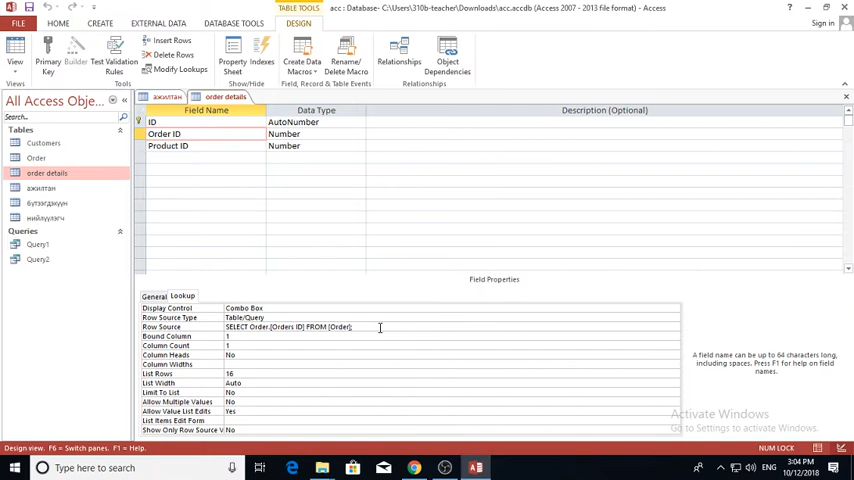 TABLE TOOLS
acc : Database- C:\Users\310b-teacher\Downloads\acc.accdb (Access 2007 - 2013 file format) - Access
FILE HOME CREATE EXTERNAL DATA DATABASE TOOLS DESIGN Sign in
View
Views
Primary Key
Builder
Test Validation Rules
Insert Rows
Delete Rows
Modify Lookups
Tools
Property Sheet
Indexes
Show/Hide
Create Data Macros
Rename/ Delete Macro
Field, Record & Table Events
Relationships
Object Dependencies
Relationships
All Access Obje...
Search...
Tables
Customers
Order
order details
ажилтан
бүтээгдэхүүн
нийлүүлэгч
Queries
Query1
Query2
ажилтан order details
Field Name Data Type Description (Optional)
ID AutoNumber
Order ID Number
Product ID Number
Field Properties
General Lookup
Display Control Combo Box
Row Source Type Table/Query
Row Source SELECT Order.[Orders ID] FROM [Order];
Bound Column 1
Column Count 1
Column Heads No
Column Widths
List Rows 16
List Width Auto
Limit To List No
Allow Multiple Values No
Allow Value List Edits Yes
List Items Edit Form
Show Only Row Source V No
A field name can be up to 64 characters long, including spaces. Press F1 for help on field names.
Activate Windows
Go to Settings to activate Windows.
Design view. F6 = Switch panes. F1 = Help. NUM LOCK
Type here to search
ENG
3:04 PM
10/12/2018